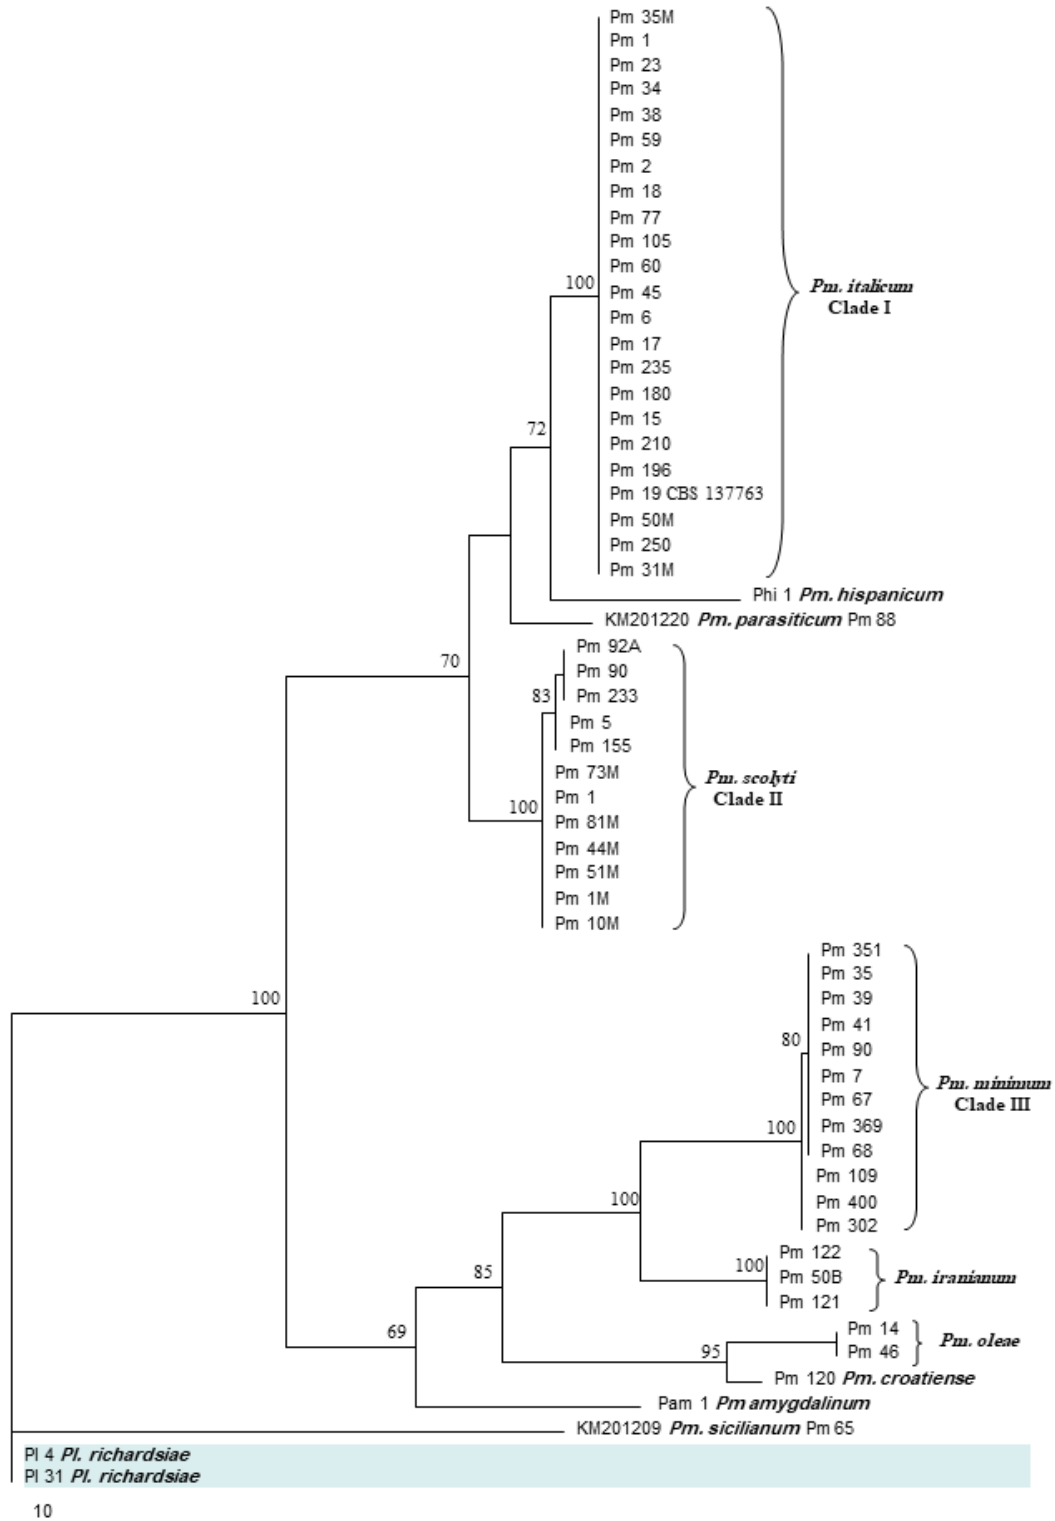 Pm 35M
Pm 1
Pm 23
Pm 34
Pm 38
Pm 59
Pm 2
Pm 18
Pm 77
Pm 105
Pm 60
100
Pm 45
Pm. italicum
Clade I
Pm 6
Pm 17
Pm 235
Pm 180
Pm 15
72
Pm 210
Pm 196
Pm 19 CBS 137763
Pm 50M
Pm 250
Pm 31M
Phi 1 Pm. hispanicum
KM201220 Pm. parasiticum Pm 88
Pm 92A
70
Pm 90
83
Pm 233
Pm 5
Pm 155
Pm 73M
Pm. scolyti
Clade II
Pm 1
100
Pm 81M
Pm 44M
Pm 51M
Pm 1M
Pm 10M
Pm 351
Pm 35
100
Pm 39
Pm 41
80
Pm 90
Pm 7
Pm. minimum
Clade III
Pm 67
100
Pm 369
Pm 68
Pm 109
100
Pm 400
Pm 302
Pm 122
85
100
Pm 50B
Pm. iranianum
Pm 121
69
Pm 14
Pm. oleae
95
Pm 46
Pm 120 Pm. croatiense
Pam 1 Pm amygdalinum
KM201209 Pm. sicilianum Pm 65
Pl 4 Pl. richardsiae
Pl 31 Pl. richardsiae
10